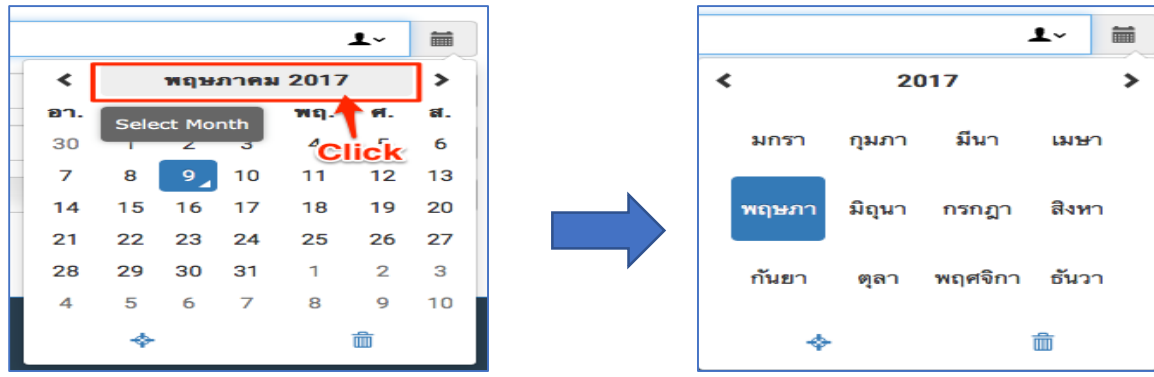 พฤษภาคม 2017
อา. พฤ. ศ. ส.
Select Month
30 1 2 3 4 5 6
Click
7 8 9 10 11 12 13
14 15 16 17 18 19 20
21 22 23 24 25 26 27
28 29 30 31 1 2 3
4 5 6 7 8 9 10
2017
มกรา กุมภา มีนา เมษา
พฤษภา มิถุนา กรกฎา สิงหา
กันยา ตุลา พฤศจิกา ธันวา